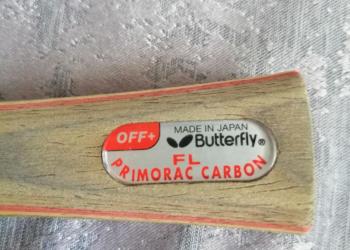 OFF+
MADE IN JAPAN
Butterfly®
FL
PRIMORAC CARBON